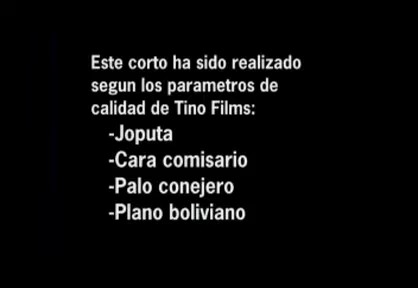 Este corto ha sido realizado
segun los parametros de
calidad de Tino Films:
-Joputa
-Cara comisario
-Palo conejero
-Plano boliviano